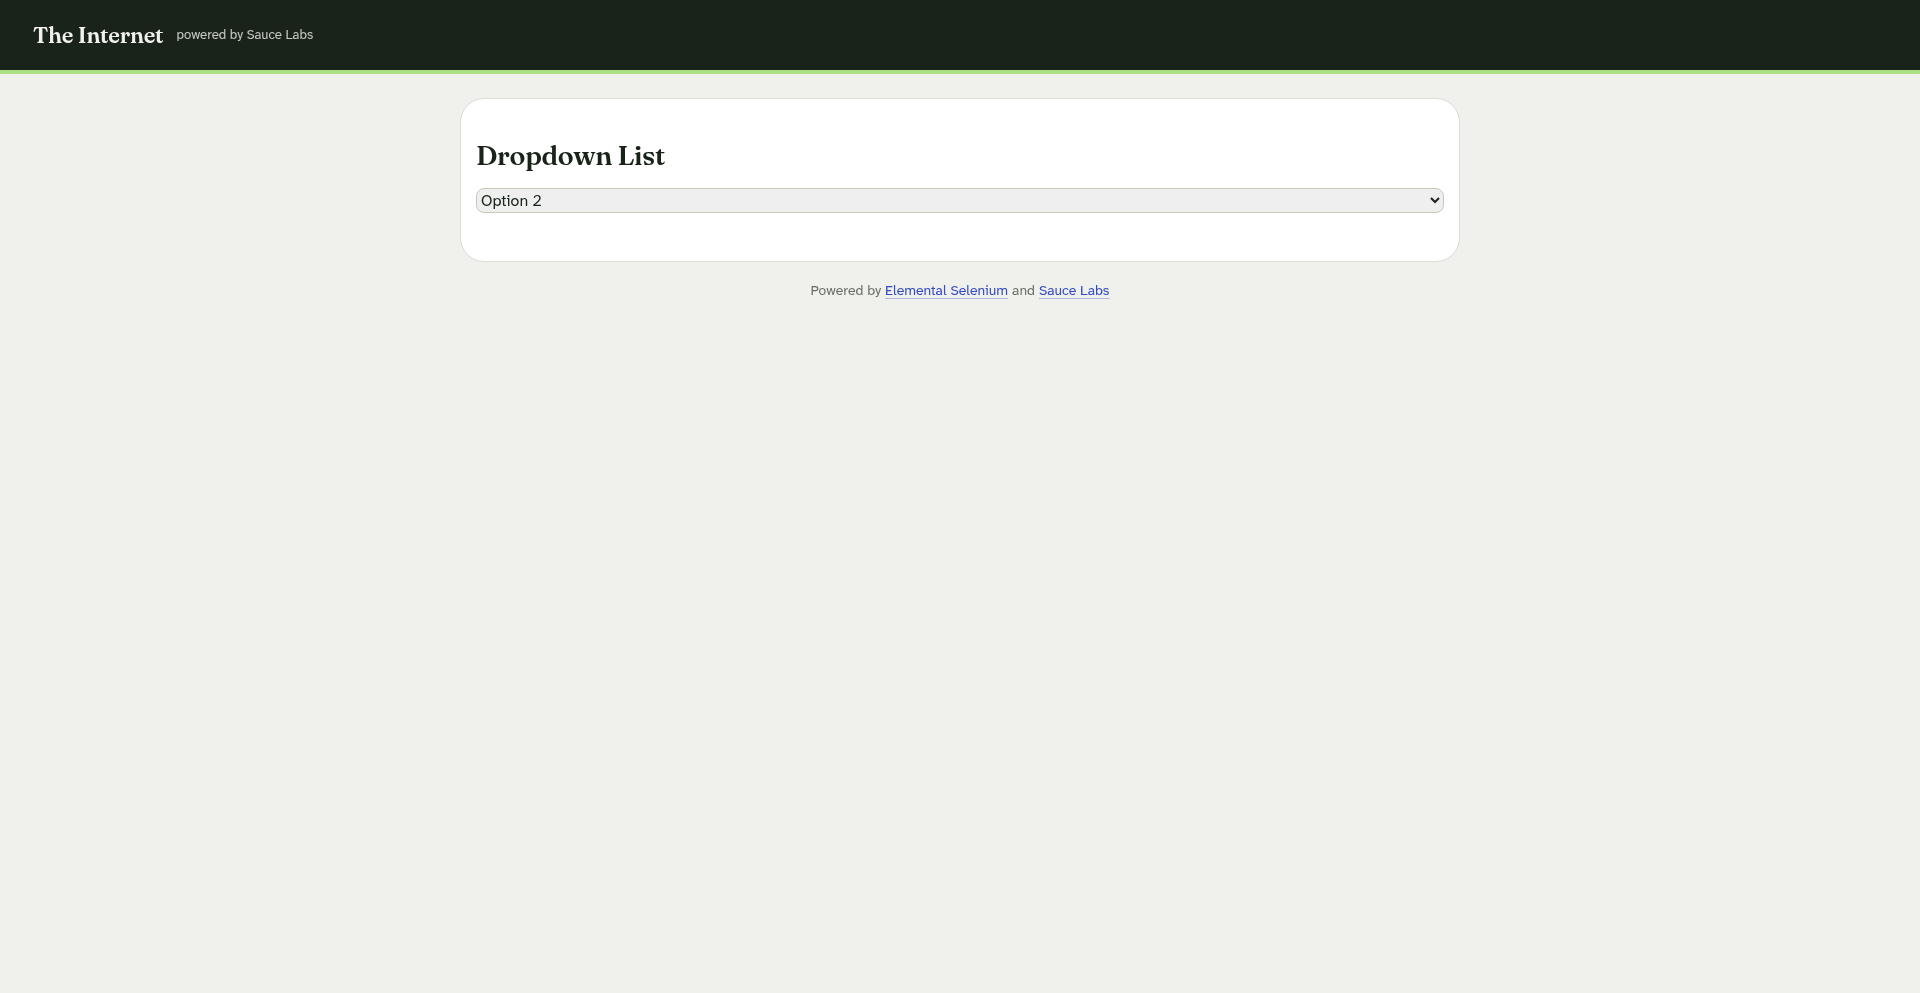 The Internet powered by Sauce Labs
Dropdown List
Option 2
Powered by Elemental Selenium and Sauce Labs